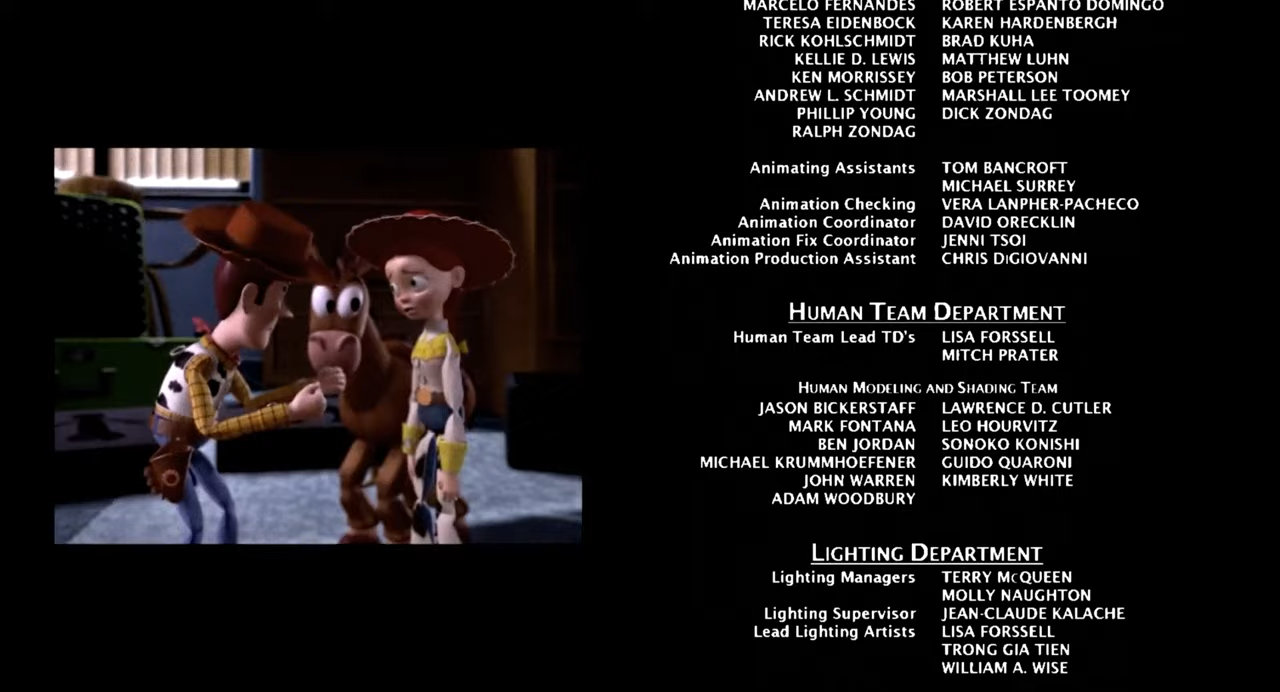 MARCELO FERNANDES ROBERT ESPANTO DOMINGO
TERESA EIDENBOCK KAREN HARDENBERGH
RICK KOHLSCHMIDT BRAD KUHA
KELLIE D. LEWIS MATTHEW LUHN
KEN MORRISSEY BOB PETERSON
ANDREW L. SCHMIDT MARSHALL LEE TOOMEY
PHILLIP YOUNG DICK ZONDAG
RALPH ZONDAG
Animating Assistants TOM BANCROFT
MICHAEL SURREY
Animation Checking VERA LANPHER-PACHECO
Animation Coordinator DAVID ORECKLIN
Animation Fix Coordinator JENNI TSOI
Animation Production Assistant CHRIS DiGIOVANNI
HUMAN TEAM DEPARTMENT
Human Team Lead TD's LISA FORSSELL
MITCH PRATER
HUMAN MODELING AND SHADING TEAM
JASON BICKERSTAFF LAWRENCE D. CUTLER
MARK FONTANA LEO HOURVITZ
BEN JORDAN SONOKO KONISHI
MICHAEL KRUMMHOEFENER GUIDO QUARONI
JOHN WARREN KIMBERLY WHITE
ADAM WOODBURY
LIGHTING DEPARTMENT
Lighting Managers TERRY McQUEEN
MOLLY NAUGHTON
Lighting Supervisor JEAN-CLAUDE KALACHE
Lead Lighting Artists LISA FORSSELL
TRONG GIA TIEN
WILLIAM A. WISE